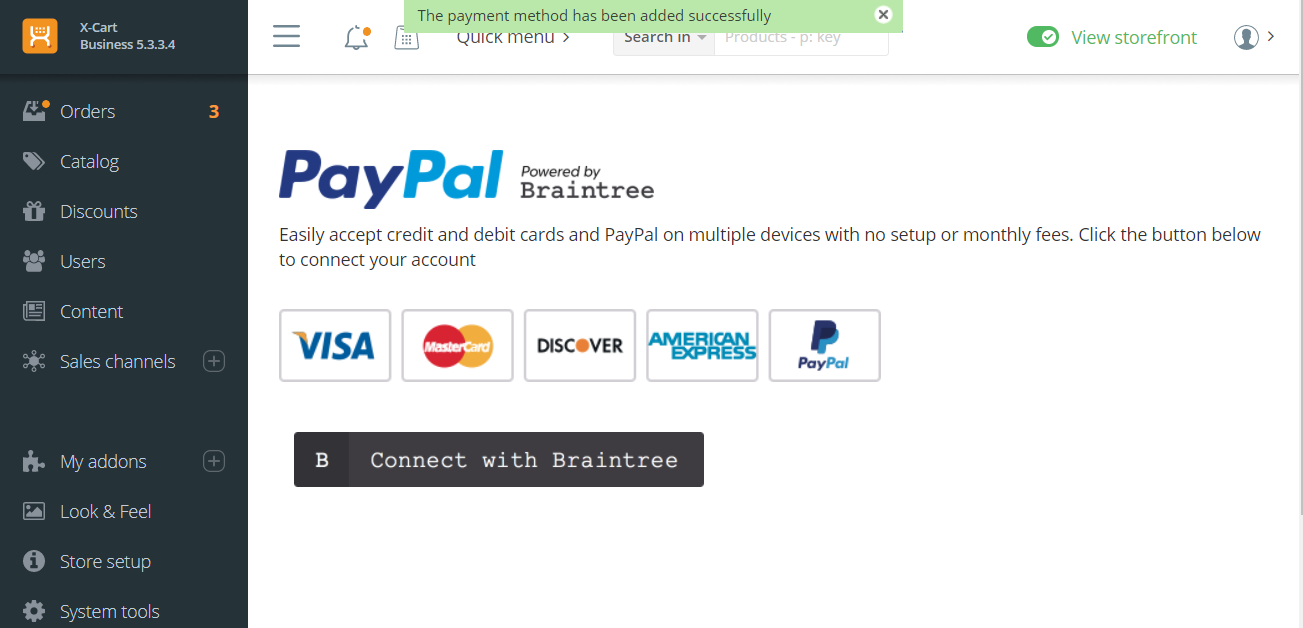 X-Cart
Business 5.3.3.4
The payment method has been added successfully
Quick menu
Search in
Products - p: key
View storefront
Orders 3
Catalog
Discounts
Users
Content
Sales channels
My addons
Look & Feel
Store setup
System tools
PayPal Powered by
Braintree
Easily accept credit and debit cards and PayPal on multiple devices with no setup or monthly fees. Click the button below
to connect your account
VISA
MasterCard
DISCOVER
AMERICAN
EXPRESS
PayPal
B Connect with Braintree